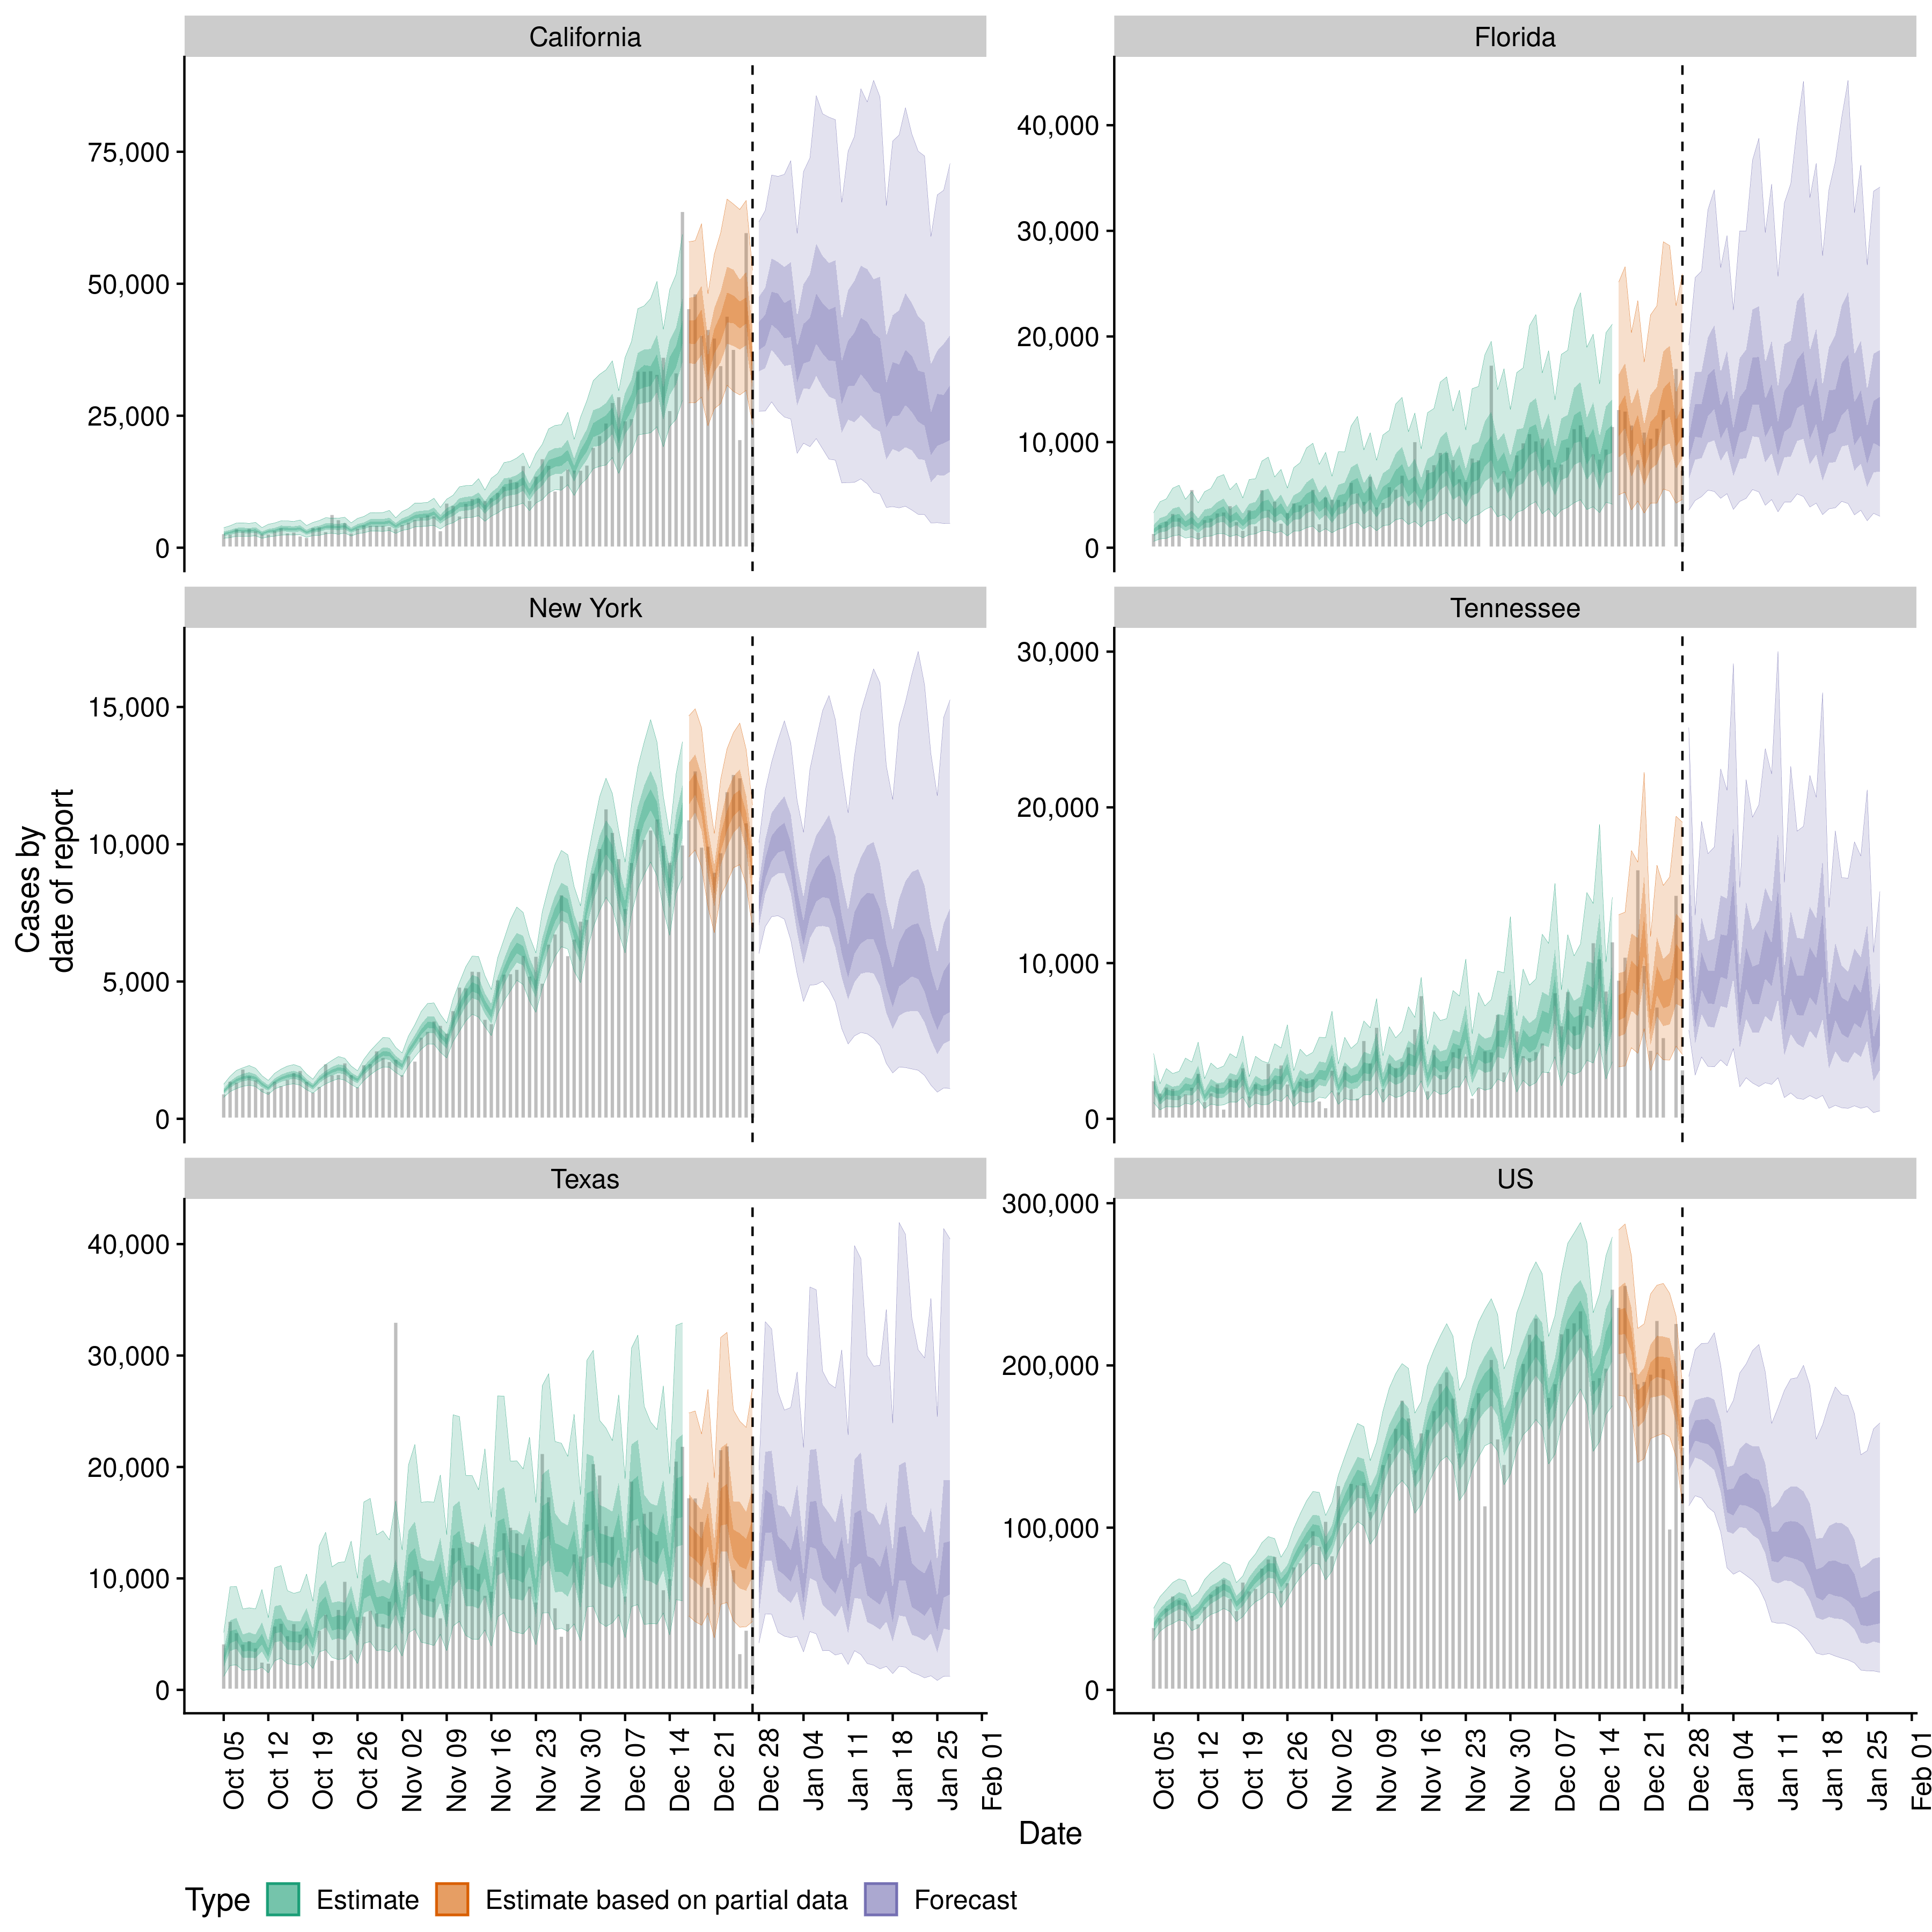 California
Florida
75,000
50,000
25,000
0
40,000
30,000
20,000
10,000
0
New York
Tennessee
15,000
10,000
5,000
0
30,000
20,000
10,000
0
Cases by
date of report
Texas
US
40,000
30,000
20,000
10,000
0
300,000
200,000
100,000
0
Oct 05
Oct 12
Oct 19
Oct 26
Nov 02
Nov 09
Nov 16
Nov 23
Nov 30
Dec 07
Dec 14
Dec 21
Dec 28
Jan 04
Jan 11
Jan 18
Jan 25
Feb 01
Oct 05
Oct 12
Oct 19
Oct 26
Nov 02
Nov 09
Nov 16
Nov 23
Nov 30
Dec 07
Dec 14
Dec 21
Dec 28
Jan 04
Jan 11
Jan 18
Jan 25
Feb 01
Date
Type Estimate Estimate based on partial data Forecast